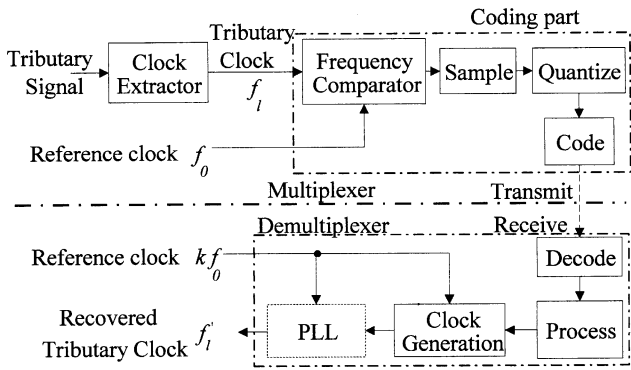 Coding part
Tributary
Tributary
Signal
Clock
Extractor
Clock
f_l
Frequency
Comparator
Sample
Quantize
Reference clock f_0
Code
Multiplexer
Transmit
Demultiplexer
Receive
Reference clock kf_0
Decode
Recovered
Tributary Clock f_l'
PLL
Clock
Generation
Process